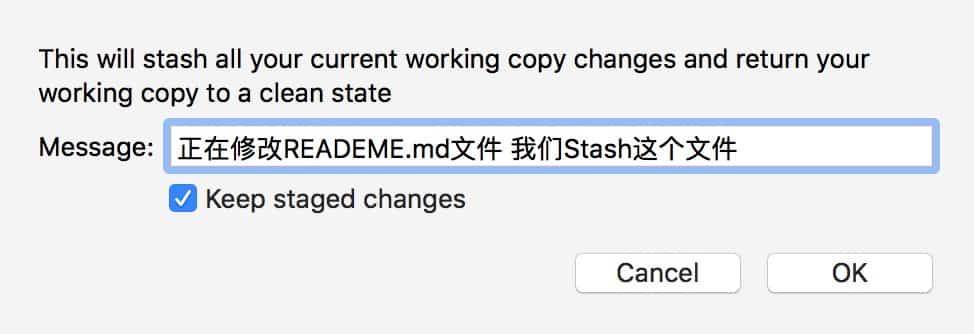 This will stash all your current working copy changes and return your
working copy to a clean state
Message: 正在修改READEME.md文件 我们Stash这个文件
Keep staged changes
Cancel OK